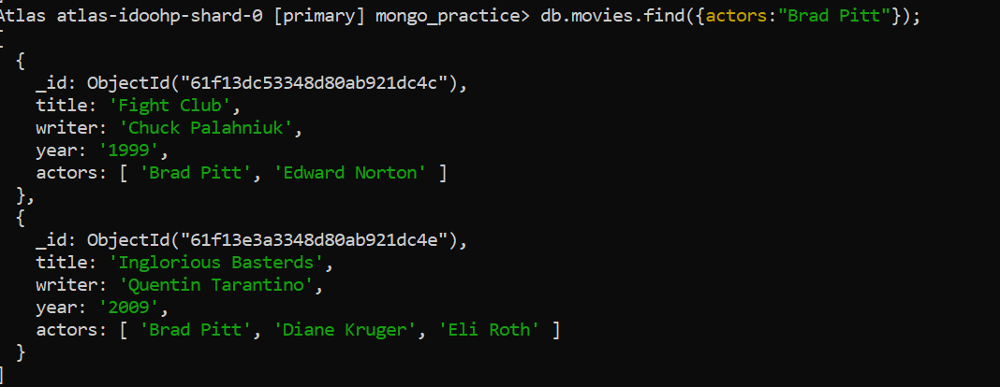 Atlas atlas-idoohp-shard-0 [primary] mongo_practice> db.movies.find({actors:"Brad Pitt"});
[
  {
    _id: ObjectId("61f13dc53348d80ab921dc4c"),
    title: 'Fight Club',
    writer: 'Chuck Palahniuk',
    year: '1999',
    actors: [ 'Brad Pitt', 'Edward Norton' ]
  },
  {
    _id: ObjectId("61f13e3a3348d80ab921dc4e"),
    title: 'Inglorious Basterds',
    writer: 'Quentin Tarantino',
    year: '2009',
    actors: [ 'Brad Pitt', 'Diane Kruger', 'Eli Roth' ]
  }
]